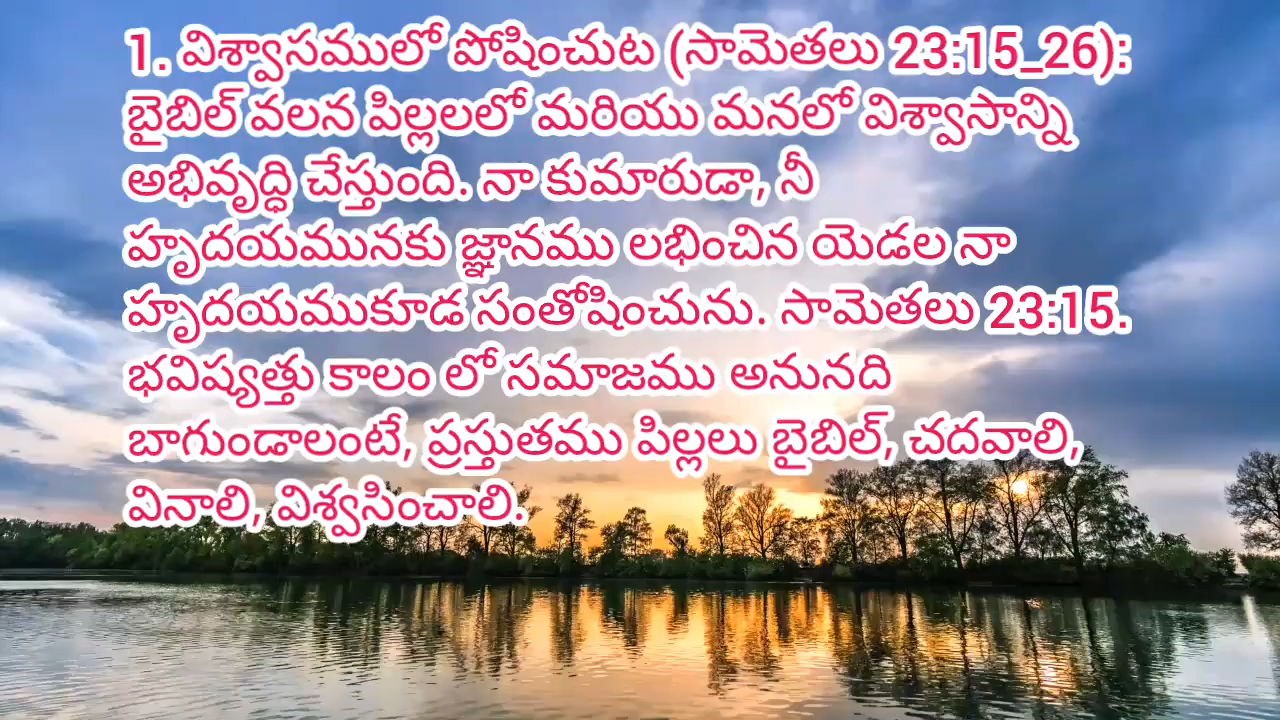 1. విశ్వాసములో పోషించుట (సామెతలు 23:15_26):
బైబిల్ వలన పిల్లలలో మరియు మనలో విశ్వాసాన్ని
అభివృద్ధి చేస్తుంది. నా కుమారుడా, నీ
హృదయమునకు జ్ఞానము లభించిన యెడల నా
హృదయముకూడ సంతోషించును. సామెతలు 23:15.
భవిష్యత్తు కాలం లో సమాజము అనునది
బాగుండాలంటే, ప్రస్తుతము పిల్లలు బైబిల్, చదవాలి,
వినాలి, విశ్వసించాలి.